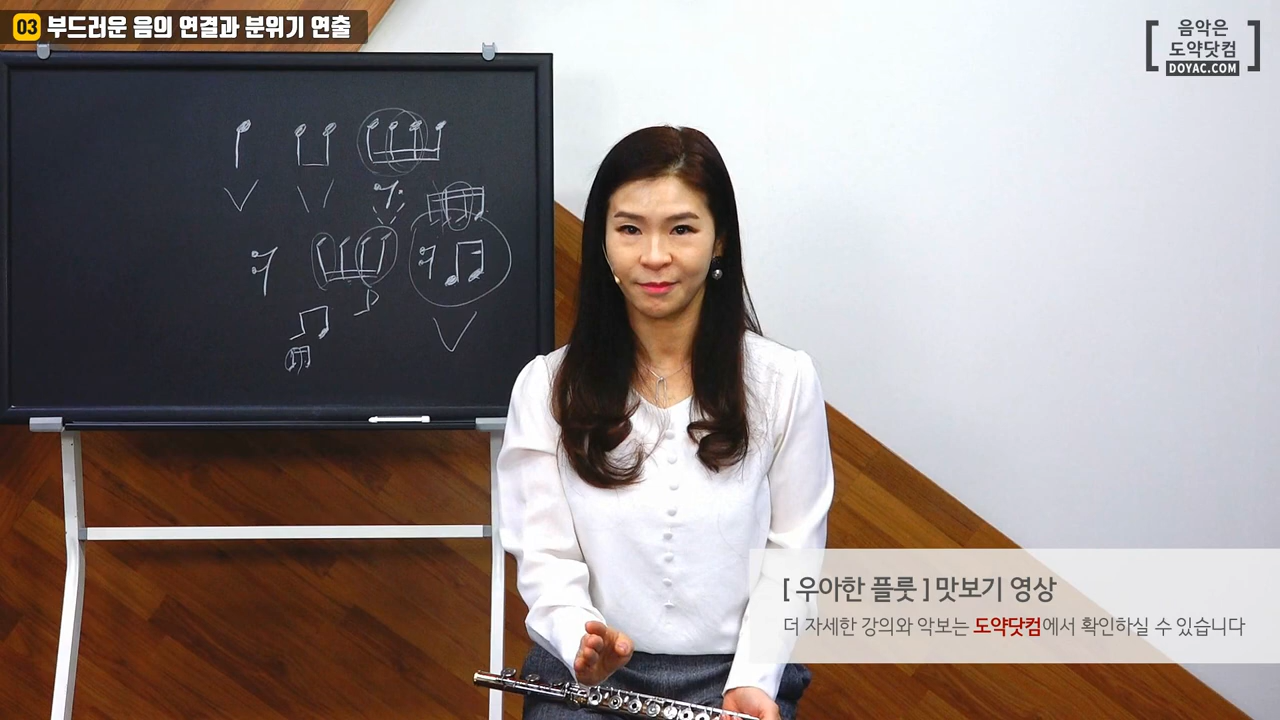 03 부드러운 음의 연결과 분위기 연출
음악은
도약닷컴
DOYAC.COM
[ 우아한 플룻 ] 맛보기 영상
더 자세한 강의와 악보는 도약닷컴에서 확인하실 수 있습니다